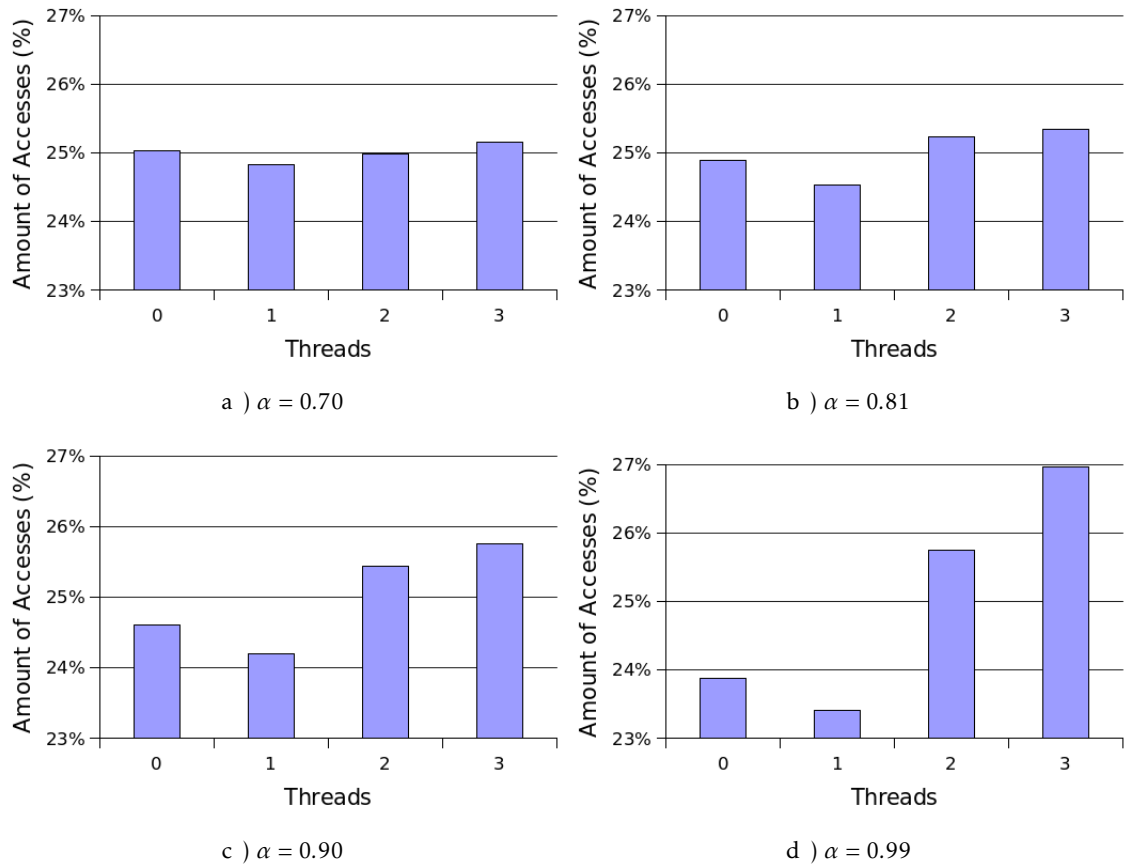 Amount of Accesses (%)
27%
26%
25%
24%
23%
0 1 2 3
Threads
a ) α = 0.70
Amount of Accesses (%)
27%
26%
25%
24%
23%
0 1 2 3
Threads
b ) α = 0.81
Amount of Accesses (%)
27%
26%
25%
24%
23%
0 1 2 3
Threads
c ) α = 0.90
Amount of Accesses (%)
27%
26%
25%
24%
23%
0 1 2 3
Threads
d ) α = 0.99